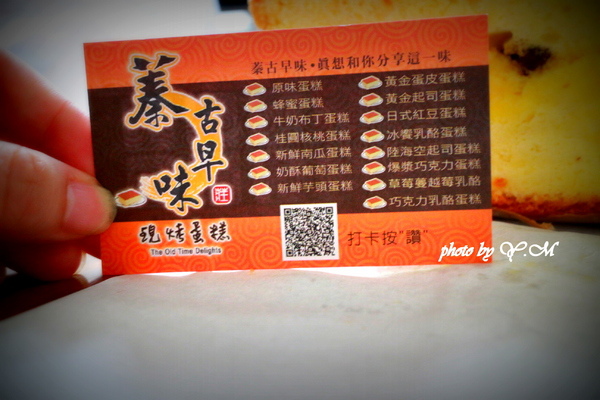 蓁古早味
莊
現烤蛋糕
The Old Time Delights
蓁古早味·真想和你分享這一味
原味蛋糕
蜂蜜蛋糕
牛奶布丁蛋糕
桂圓核桃蛋糕
新鮮南瓜蛋糕
奶酥葡萄蛋糕
新鮮芋頭蛋糕
黃金蛋皮蛋糕
黃金起司蛋糕
日式紅豆蛋糕
冰餐乳酪蛋糕
陸海空起司蛋糕
爆漿巧克力蛋糕
草莓蔓越莓乳酪
巧克力乳酪蛋糕
打卡按"讚"
photo by Y.M